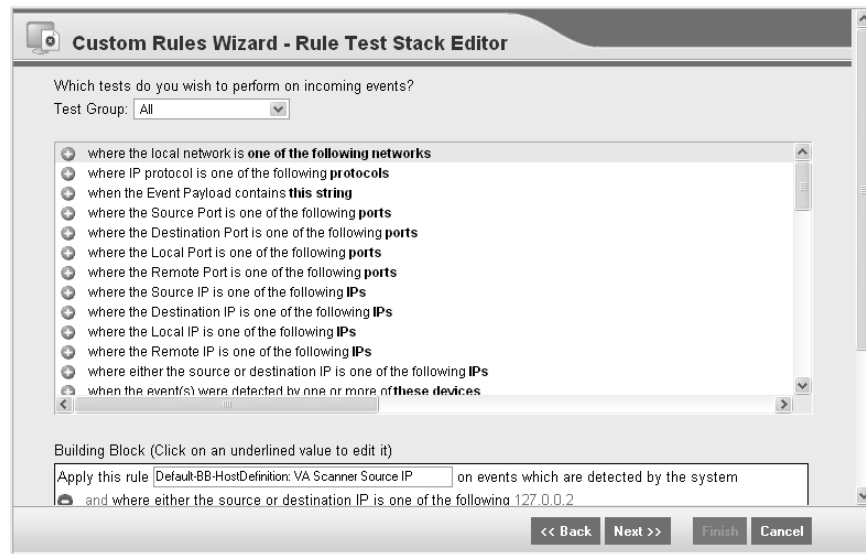 Custom Rules Wizard - Rule Test Stack Editor
Which tests do you wish to perform on incoming events?
Test Group: All
where the local network is one of the following networks
where IP protocol is one of the following protocols
when the Event Payload contains this string
where the Source Port is one of the following ports
where the Destination Port is one of the following ports
where the Local Port is one of the following ports
where the Remote Port is one of the following ports
where the Source IP is one of the following IPs
where the Destination IP is one of the following IPs
where the Local IP is one of the following IPs
where the Remote IP is one of the following IPs
where either the source or destination IP is one of the following IPs
when the event(s) were detected by one or more of these devices
Building Block (Click on an underlined value to edit it)
Apply this rule Default-BB-HostDefinition: VA Scanner Source IP on events which are detected by the system
and where either the source or destination IP is one of the following 127.0.0.2
<< Back Next >> Finish Cancel